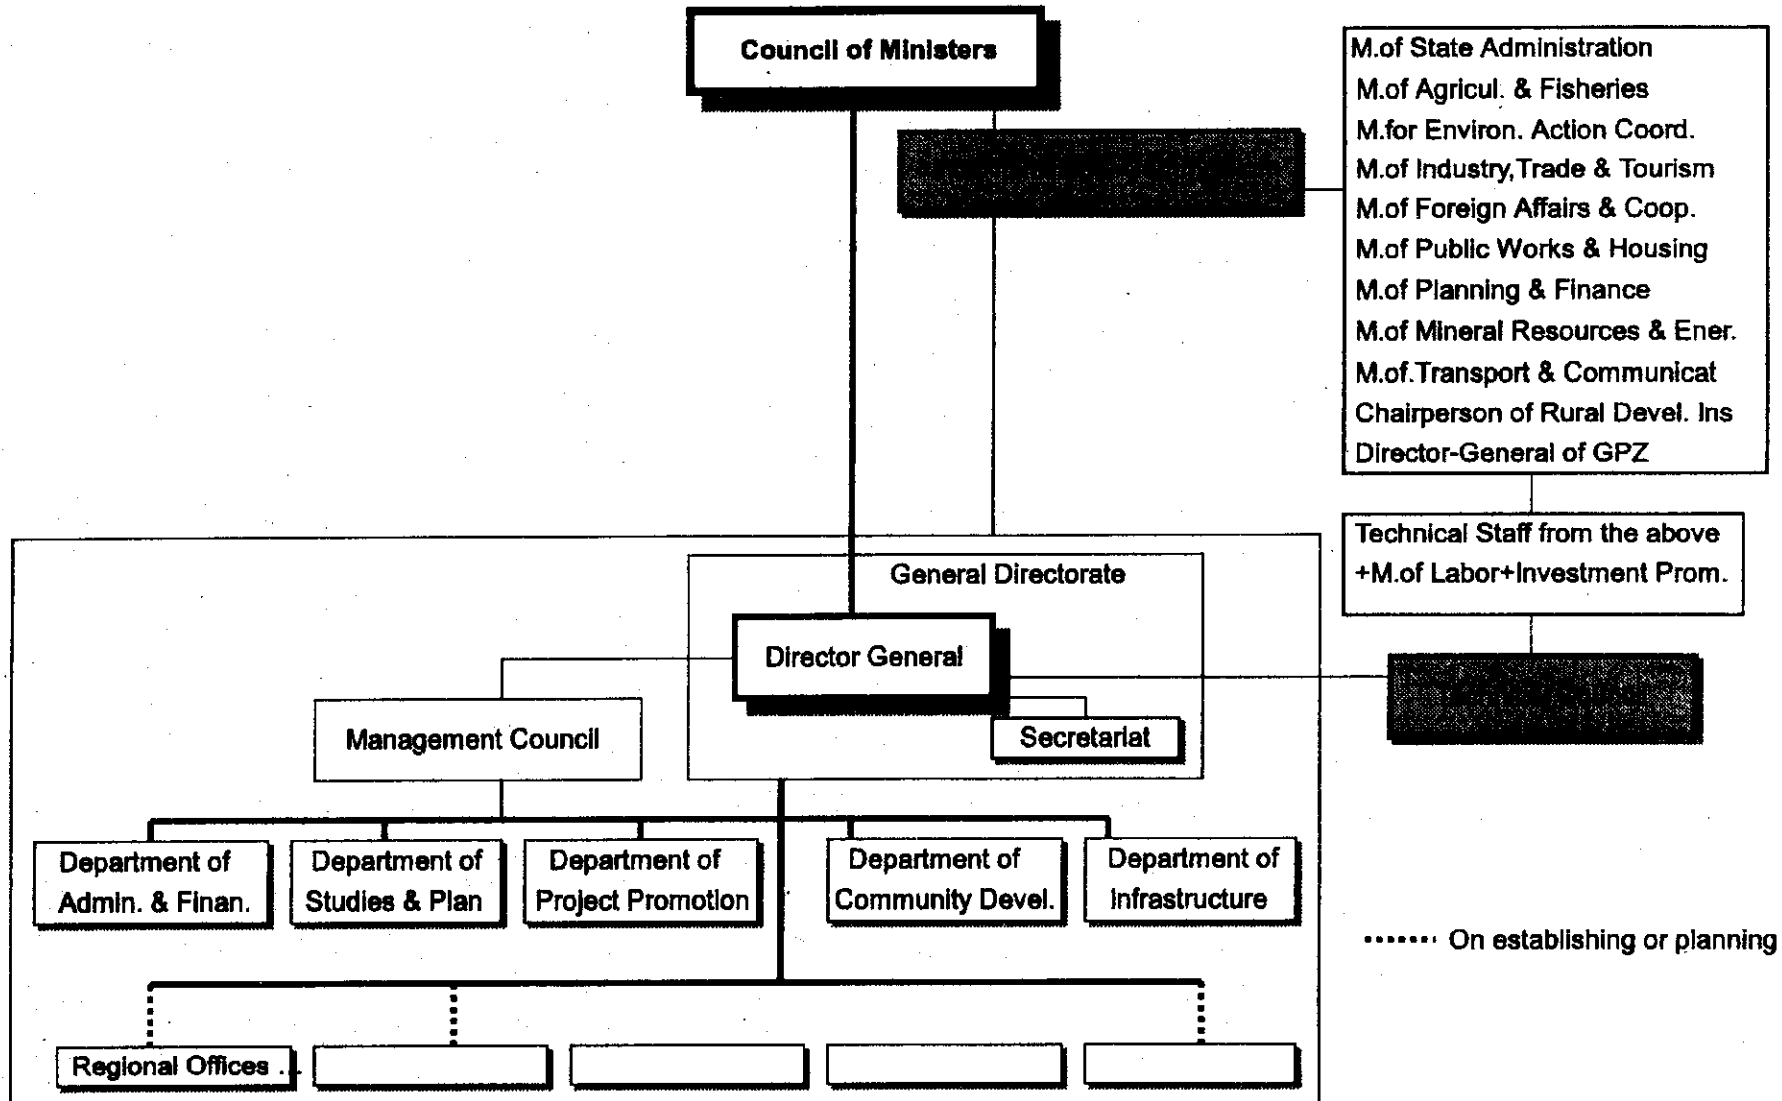 Council of Ministers
M.of State Administration
M.of Agricul. & Fisheries
M.for Environ. Action Coord.
M.of Industry,Trade & Tourism
M.of Foreign Affairs & Coop.
M.of Public Works & Housing
M.of Planning & Finance
M.of Mineral Resources & Ener.
M.of.Transport & Communicat
Chairperson of Rural Devel. Ins
Director-General of GPZ
Technical Staff from the above
+M.of Labor+Investment Prom.
General Directorate
Director General
Secretariat
Management Council
Department of
Admin. & Finan.
Department of
Studies & Plan
Department of
Project Promotion
Department of
Community Devel.
Department of
Infrastructure
On establishing or planning
Regional Offices ...